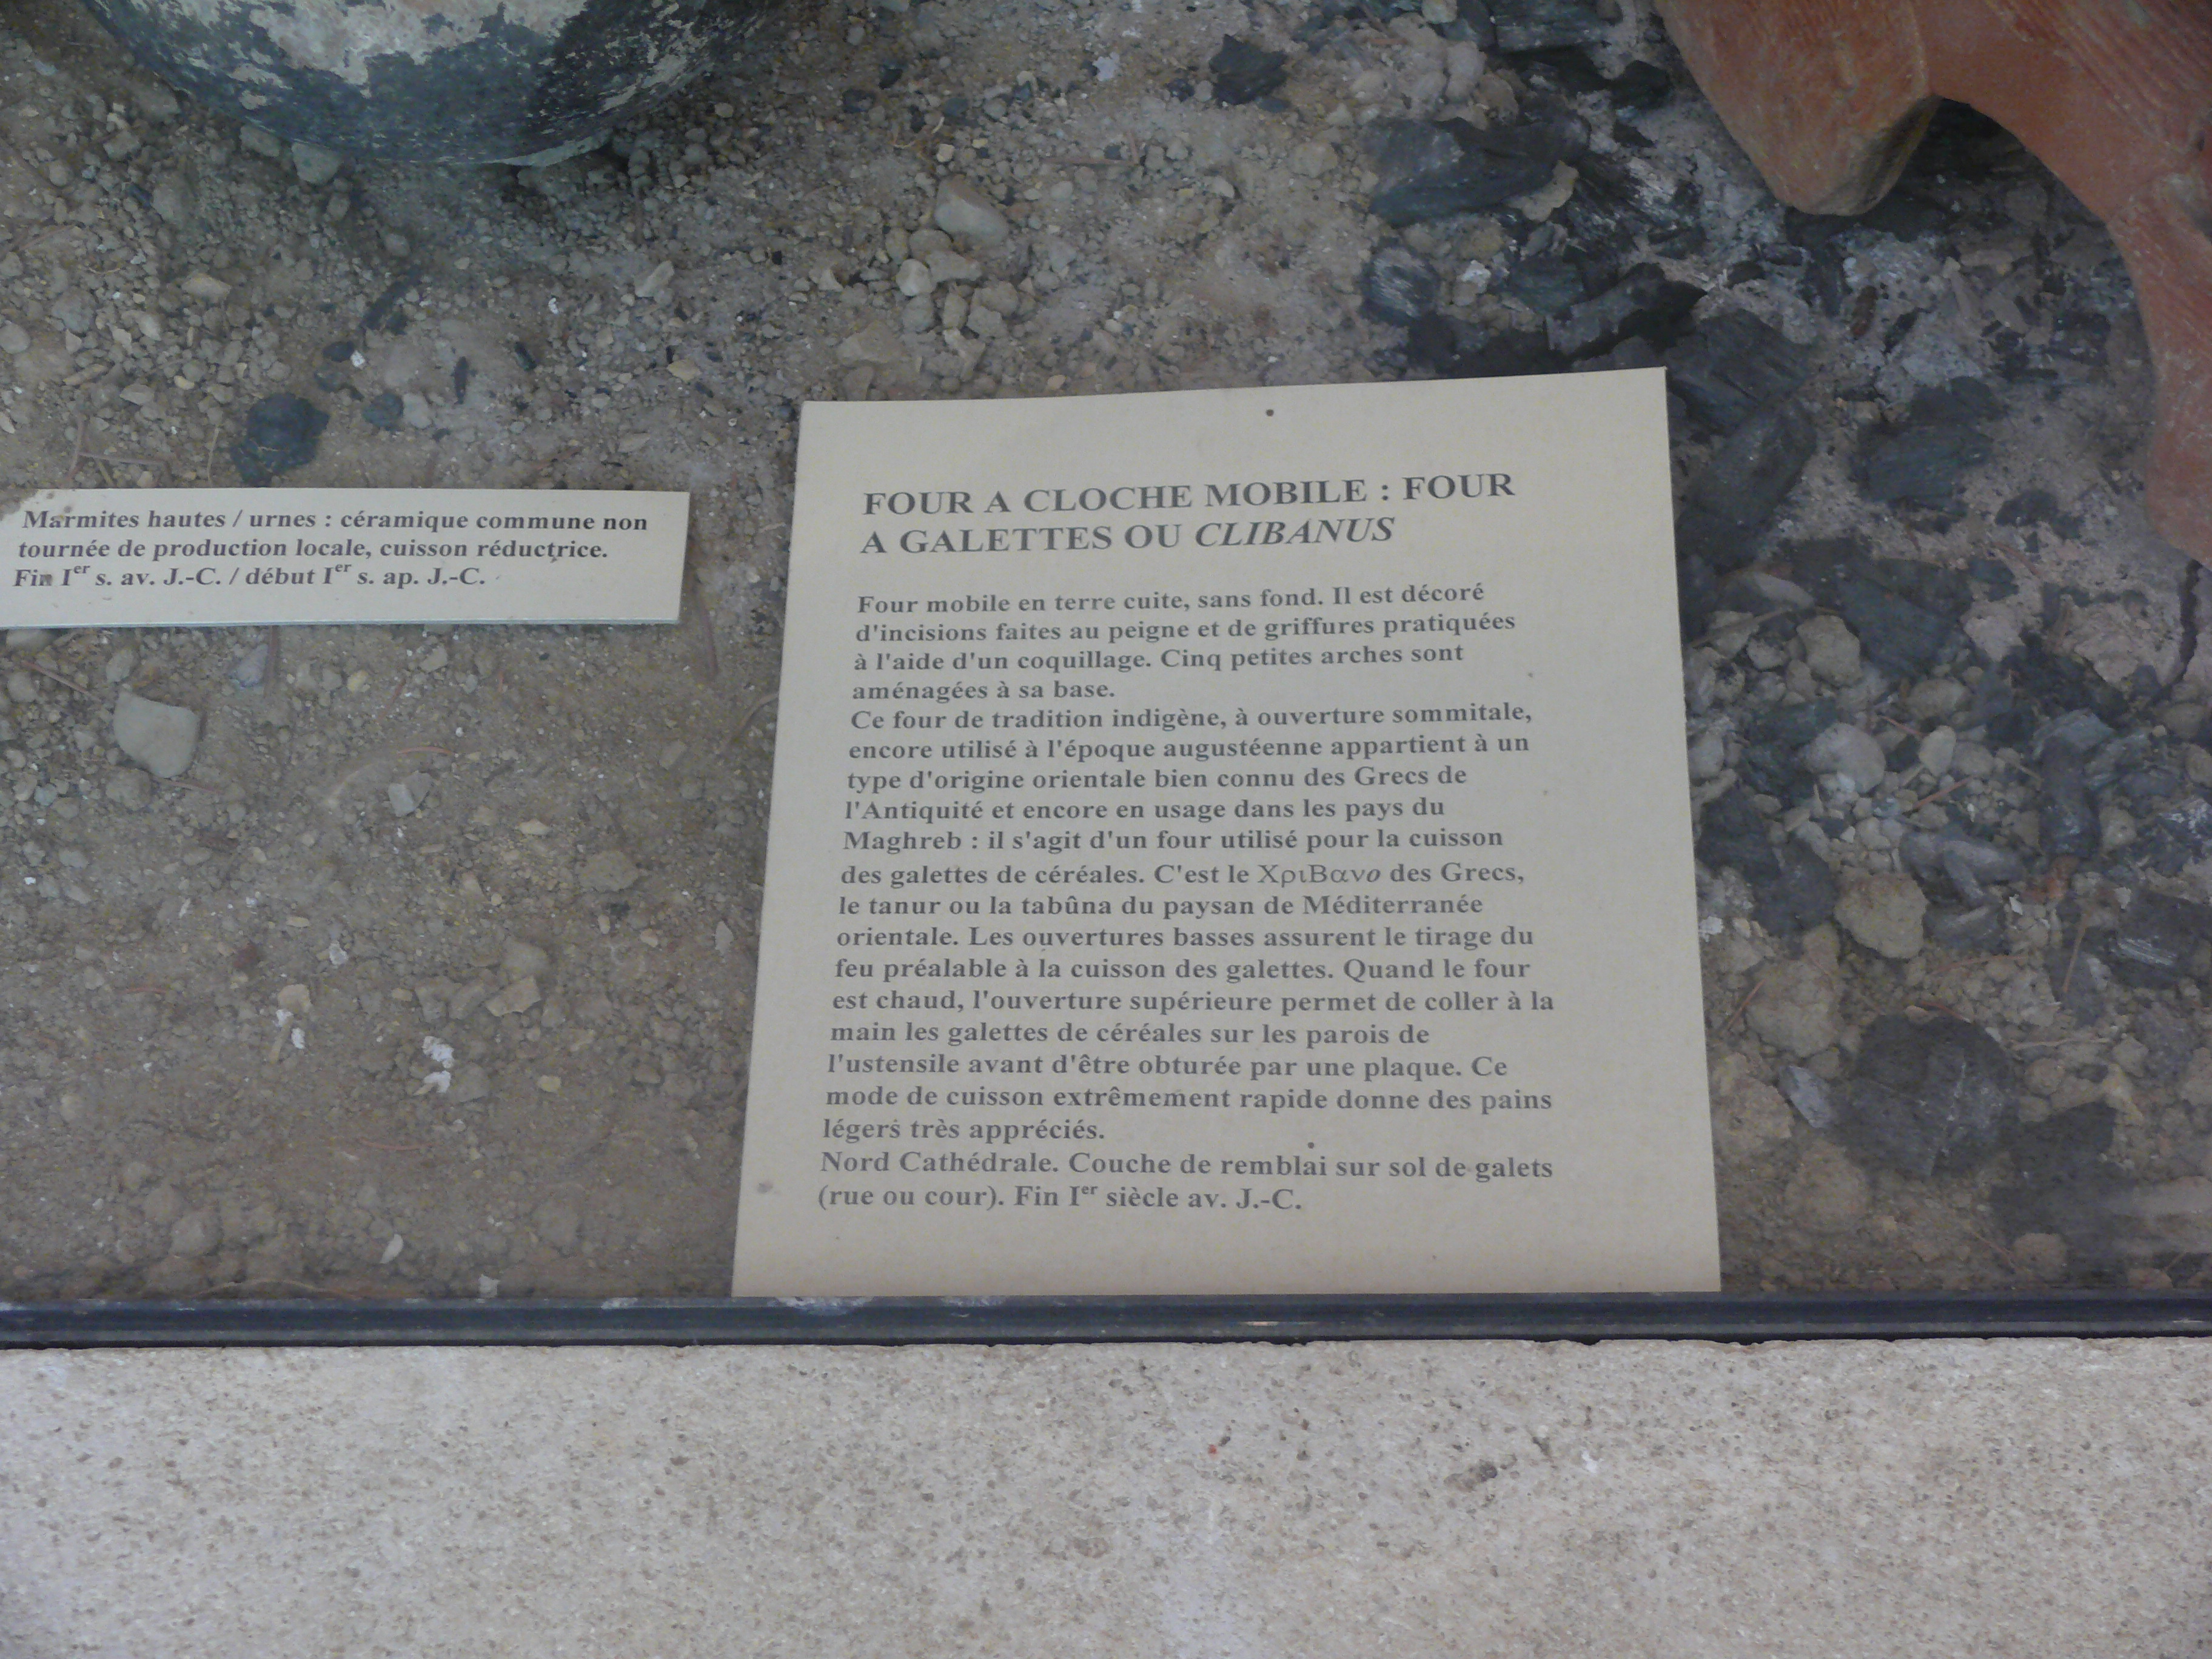 Marmites hautes / urnes : céramique commune non
tournée de production locale, cuisson réductrice.
Fin Ier s. av. J.-C. / début Ier s. ap. J.-C.
FOUR A CLOCHE MOBILE : FOUR
A GALETTES OU CLIBANUS
Four mobile en terre cuite, sans fond. Il est décoré
d'incisions faites au peigne et de griffures pratiquées
à l'aide d'un coquillage. Cinq petites arches sont
aménagées à sa base.
Ce four de tradition indigène, à ouverture sommitale,
encore utilisé à l'époque augustéenne appartient à un
type d'origine orientale bien connu des Grecs de
l'Antiquité et encore en usage dans les pays du
Maghreb : il s'agit d'un four utilisé pour la cuisson
des galettes de céréales. C'est le ΧριΒανο des Grecs,
le tanur ou la tabûna du paysan de Méditerranée
orientale. Les ouvertures basses assurent le tirage du
feu préalable à la cuisson des galettes. Quand le four
est chaud, l'ouverture supérieure permet de coller à la
main les galettes de céréales sur les parois de
l'ustensile avant d'être obturée par une plaque. Ce
mode de cuisson extrêmement rapide donne des pains
légers très appréciés.
Nord Cathédrale. Couche de remblai sur sol de galets
(rue ou cour). Fin Ier siècle av. J.-C.